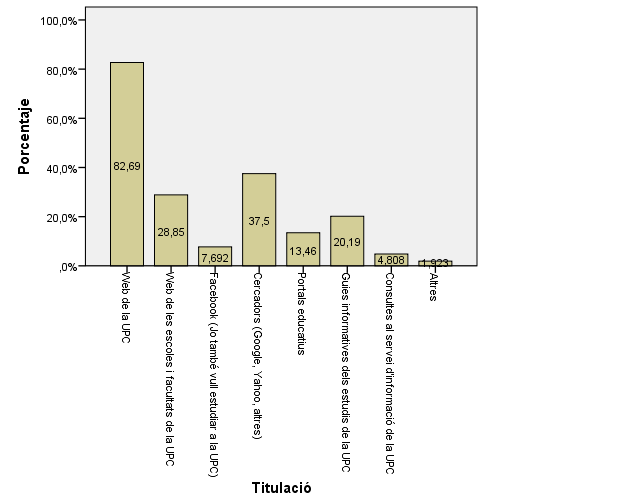 100,0%
80,0%
60,0%
40,0%
20,0%
,0%
Porcentaje
82,69
28,85
7,692
37,5
13,46
20,19
4,808
1,923
Web de la UPC
Web de les escoles i facultats de la UPC
Facebook (Jo també vull estudiar a la UPC)
Cercadors (Google, Yahoo, altres)
Portals educatius
Guies informatives dels estudis de la UPC
Consultes al servei d'informació de la UPC
Altres
Titulació